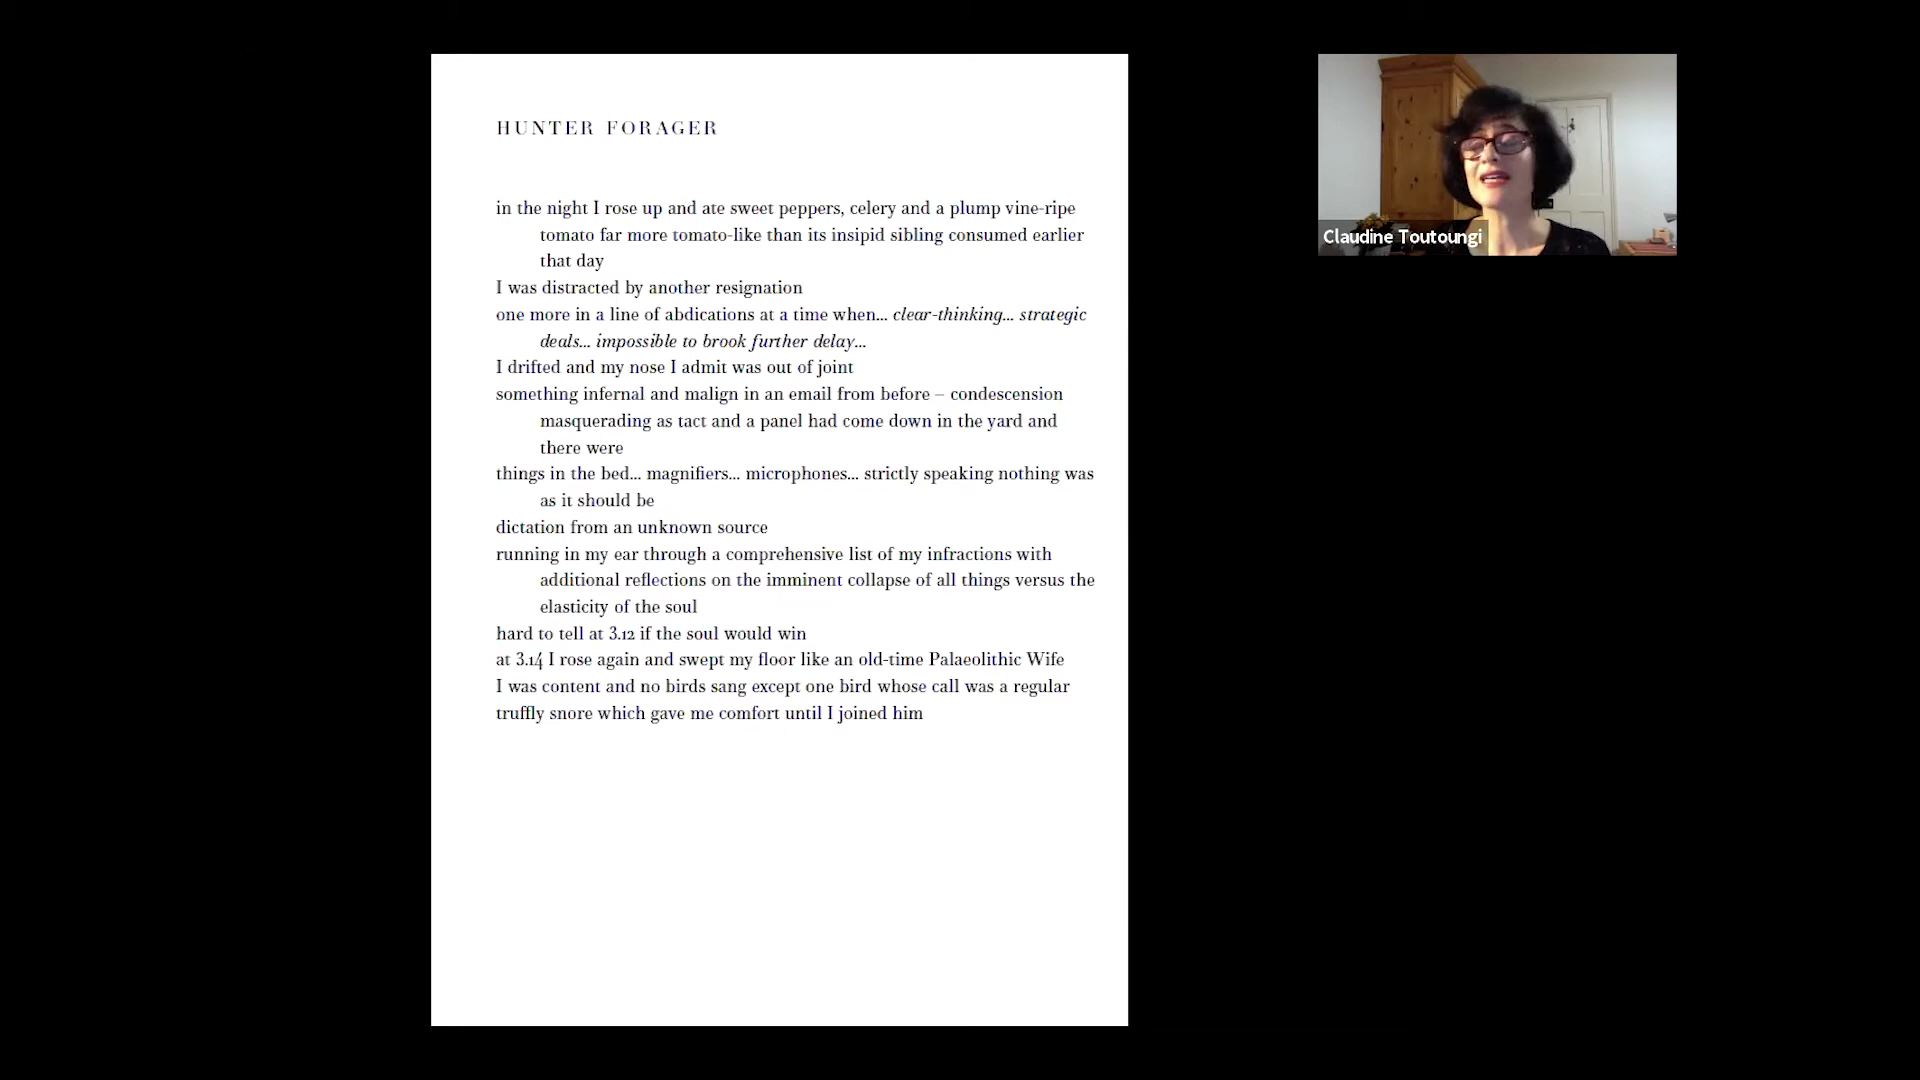 HUNTER FORAGER
in the night I rose up and ate sweet peppers, celery and a plump vine-ripe
tomato far more tomato-like than its insipid sibling consumed earlier
that day
I was distracted by another resignation
one more in a line of abdications at a time when... clear-thinking... strategic
deals... impossible to brook further delay...
I drifted and my nose I admit was out of joint
something infernal and malign in an email from before – condescension
masquerading as tact and a panel had come down in the yard and
there were
things in the bed... magnifiers... microphones... strictly speaking nothing was
as it should be
dictation from an unknown source
running in my ear through a comprehensive list of my infractions with
additional reflections on the imminent collapse of all things versus the
elasticity of the soul
hard to tell at 3.12 if the soul would win
at 3.14 I rose again and swept my floor like an old-time Palaeolithic Wife
I was content and no birds sang except one bird whose call was a regular
truffly snore which gave me comfort until I joined him
Claudine Toutoungi